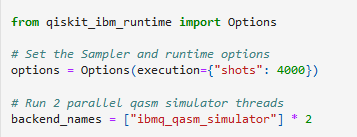 from qiskit_ibm_runtime import Options
# Set the Sampler and runtime options
options = Options(execution={"shots": 4000})
# Run 2 parallel qasm simulator threads
backend_names = ["ibmq_qasm_simulator"] * 2